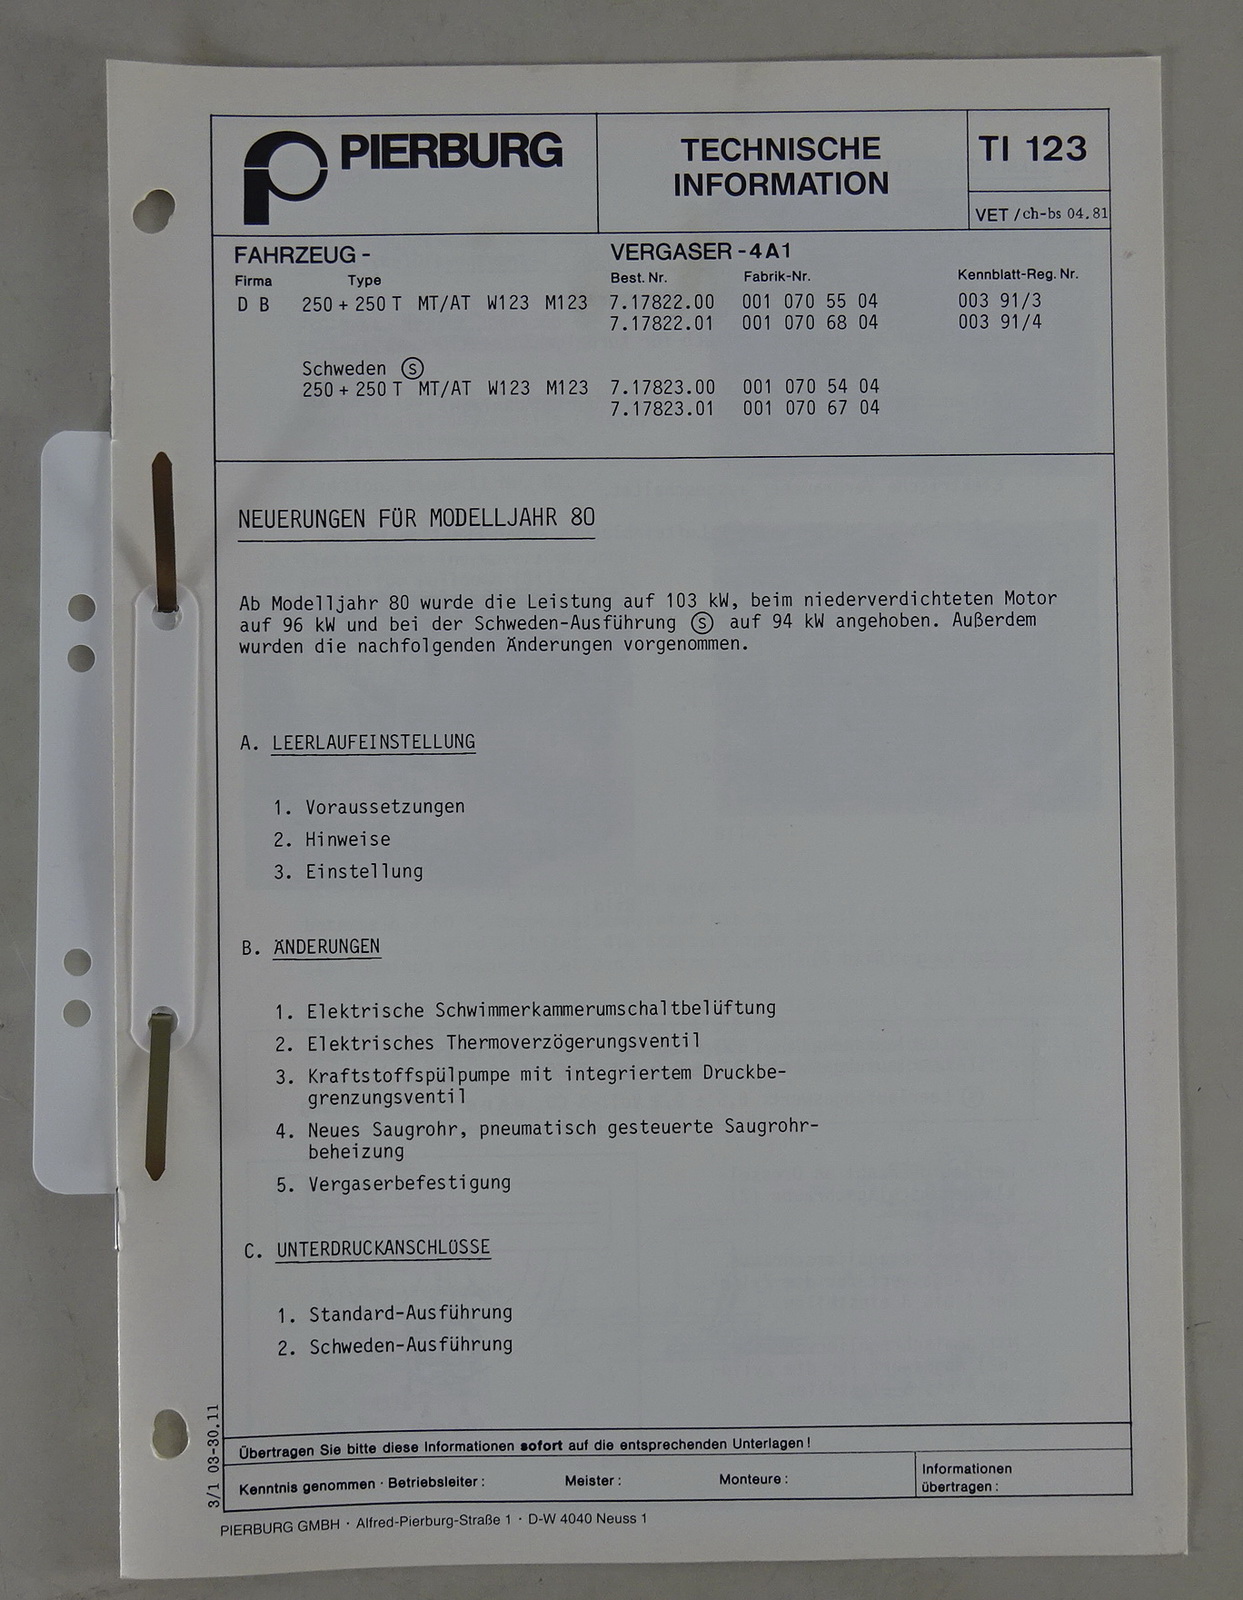 PIERBURG
TECHNISCHE
INFORMATION
TI 123
VET /ch-bs 04.81
FAHRZEUG -
VERGASER - 4A1
Firma Type Best. Nr. Fabrik-Nr. Kennblatt-Reg. Nr.
D B 250 + 250 T MT/AT W123 M123 7.17822.00 001 070 55 04 003 91/3
7.17822.01 001 070 68 04 003 91/4
Schweden Ⓢ
250 + 250 T MT/AT W123 M123 7.17823.00 001 070 54 04
7.17823.01 001 070 67 04
NEUERUNGEN FÜR MODELLJAHR 80
Ab Modelljahr 80 wurde die Leistung auf 103 kW, beim niederverdichteten Motor
auf 96 kW und bei der Schweden-Ausführung Ⓢ auf 94 kW angehoben. Außerdem
wurden die nachfolgenden Änderungen vorgenommen.
A. LEERLAUFEINSTELLUNG
1. Voraussetzungen
2. Hinweise
3. Einstellung
B. ÄNDERUNGEN
1. Elektrische Schwimmerkammerumschaltbelüftung
2. Elektrisches Thermoverzögerungsventil
3. Kraftstoffspülpumpe mit integriertem Druckbe-
grenzungsventil
4. Neues Saugrohr, pneumatisch gesteuerte Saugrohr-
beheizung
5. Vergaserbefestigung
C. UNTERDRUCKANSCHLÜSSE
1. Standard-Ausführung
2. Schweden-Ausführung
3/1 03-30.11
Übertragen Sie bitte diese Informationen sofort auf die entsprechenden Unterlagen!
Kenntnis genommen · Betriebsleiter : Meister : Monteure :
Informationen
übertragen :
PIERBURG GMBH · Alfred-Pierburg-Straße 1 · D-W 4040 Neuss 1